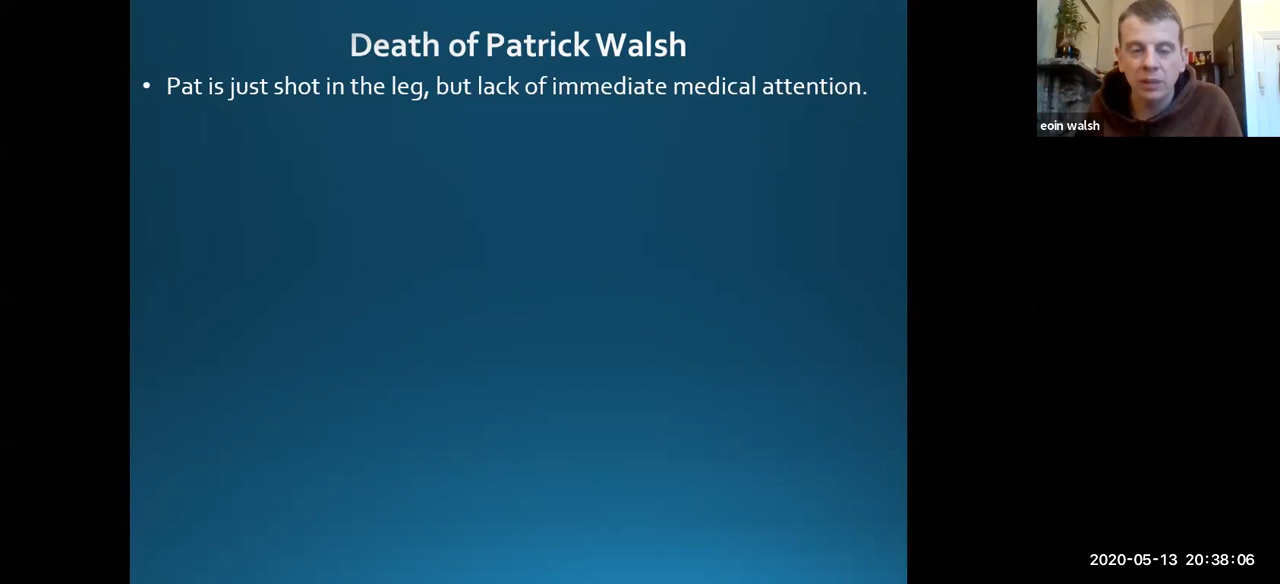 Death of Patrick Walsh
• Pat is just shot in the leg, but lack of immediate medical attention.
eoin walsh
2020-05-13 20:38:06